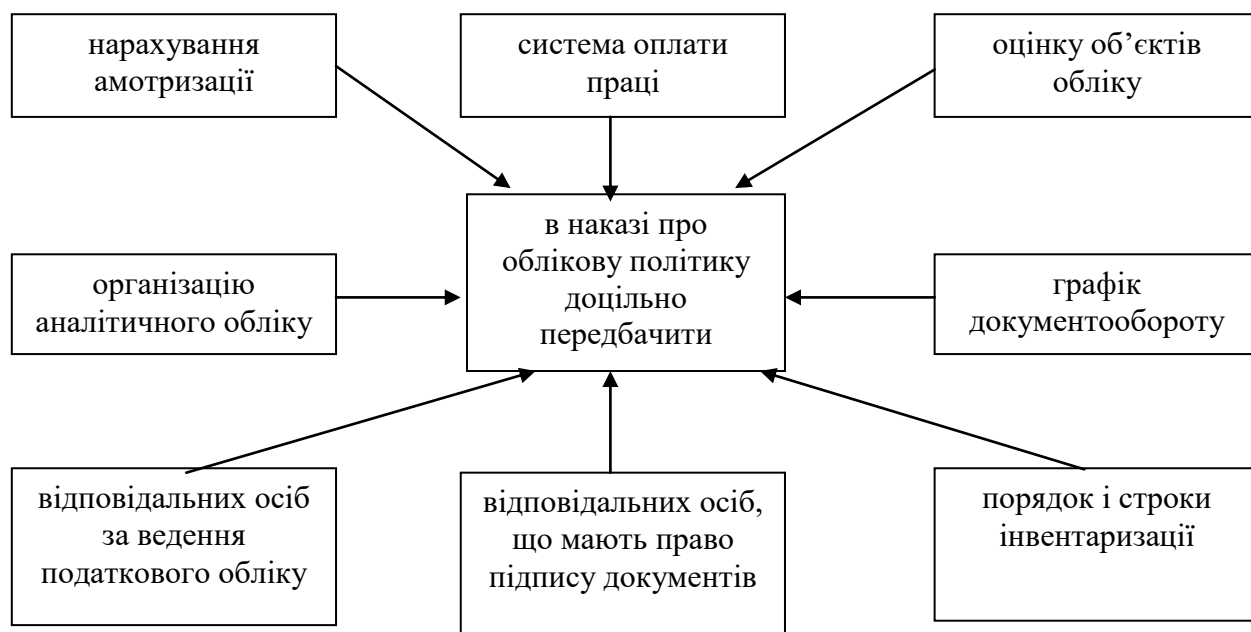 нарахування
амотризації
система оплати
праці
оцінку об’єктів
обліку
в наказі про
облікову політику
доцільно
передбачити
організацію
аналітичного обліку
графік
документообороту
відповідальних осіб
за ведення
податкового обліку
відповідальних осіб,
що мають право
підпису документів
порядок і строки
інвентаризації